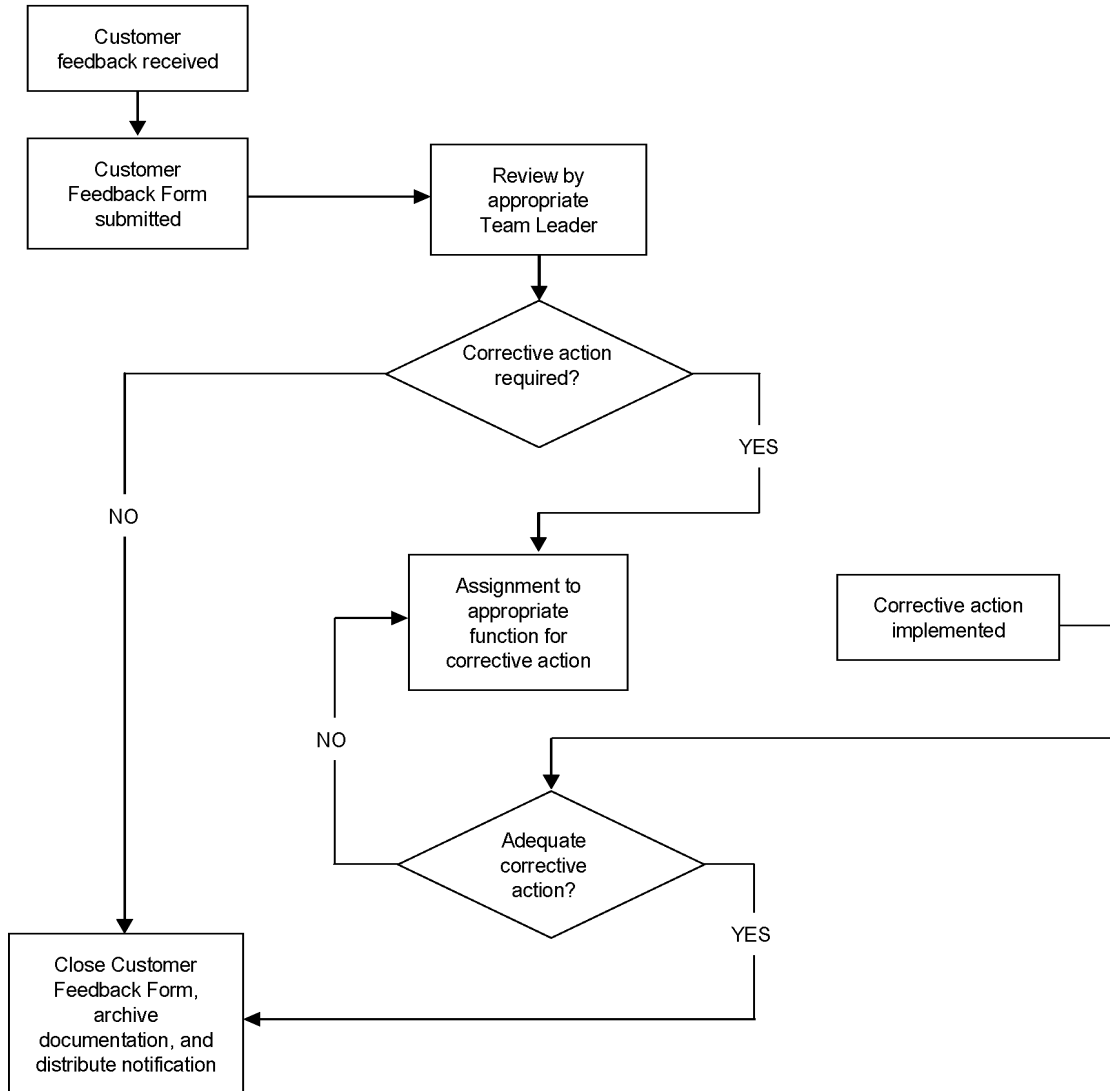 Customer
feedback received
Customer
Feedback Form
submitted
Review by
appropriate
Team Leader
Corrective action
required?
YES
NO
Assignment to
appropriate
function for
corrective action
Corrective action
implemented
NO
Adequate
corrective
action?
YES
Close Customer
Feedback Form,
archive
documentation, and
distribute notification